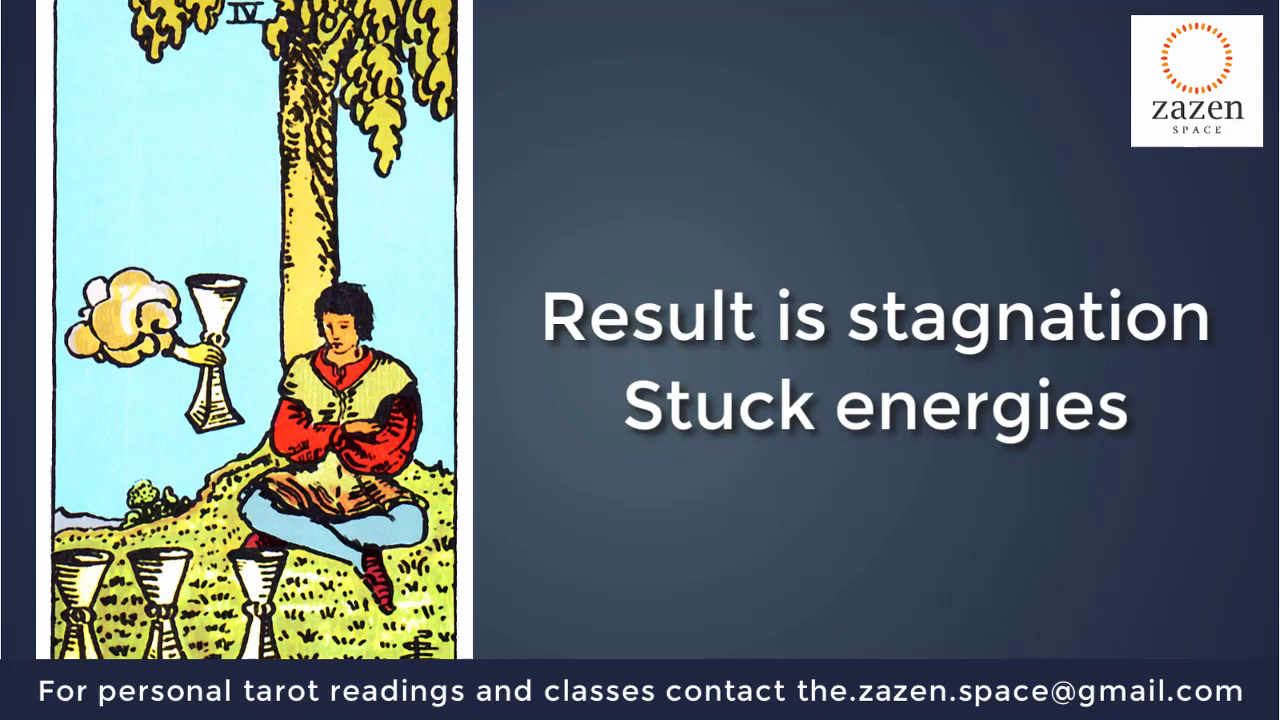 IV
zazen
SPACE
Result is stagnation
Stuck energies
For personal tarot readings and classes contact the.zazen.space@gmail.com